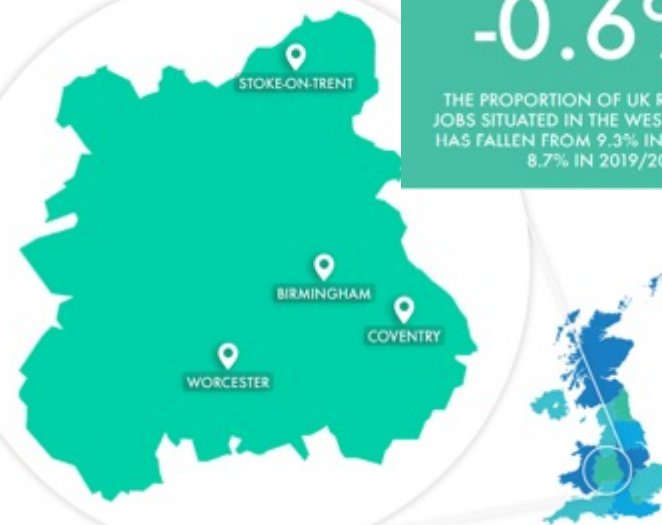 -0.6%
THE PROPORTION OF UK
JOBS SITUATED IN THE
HAS FALLEN FROM 9.3% IN
8.7% IN 2019/20
STOKE-ON-TRENT
BIRMINGHAM
COVENTRY
WORCESTER